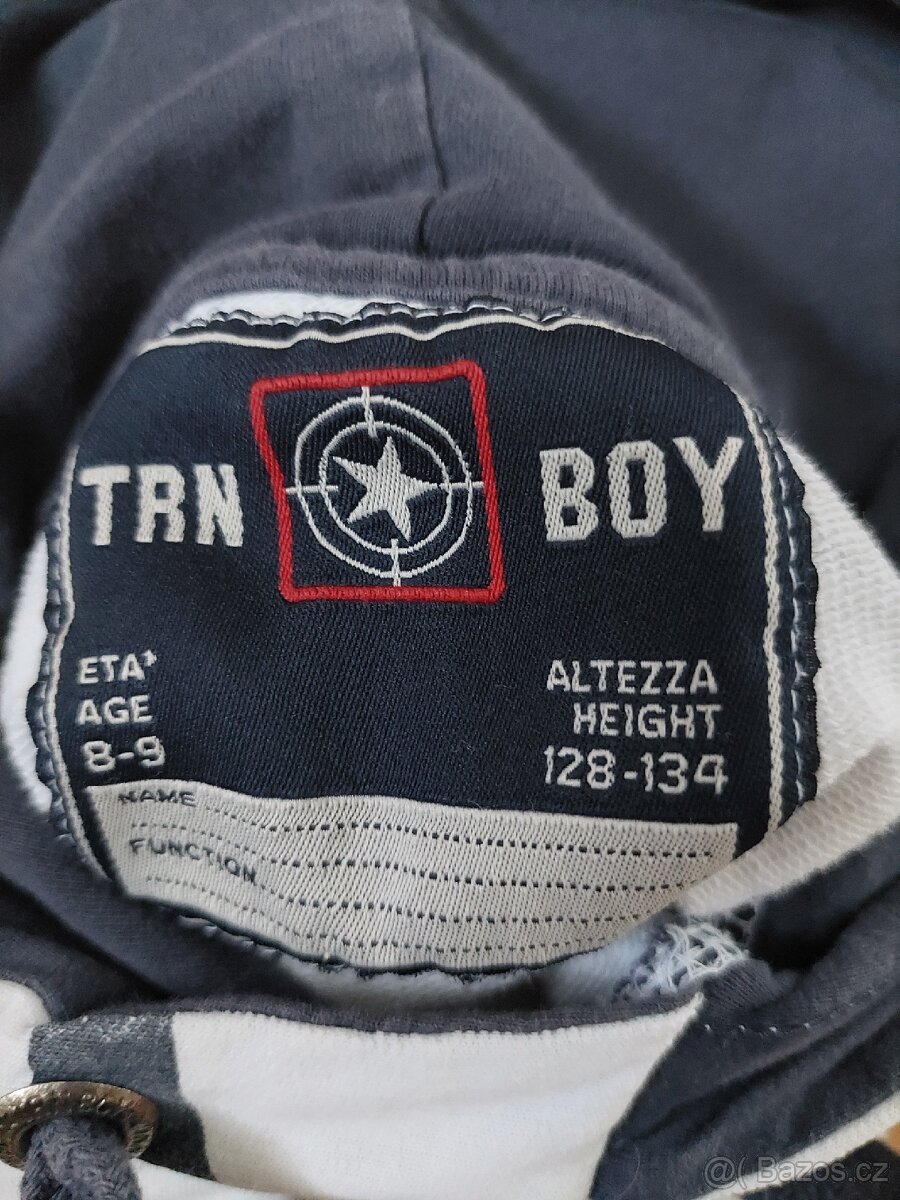 TRN BOY
ETA'
AGE
8-9
ALTEZZA
HEIGHT
128-134
NAME
FUNCTION
@( Bazos.cz